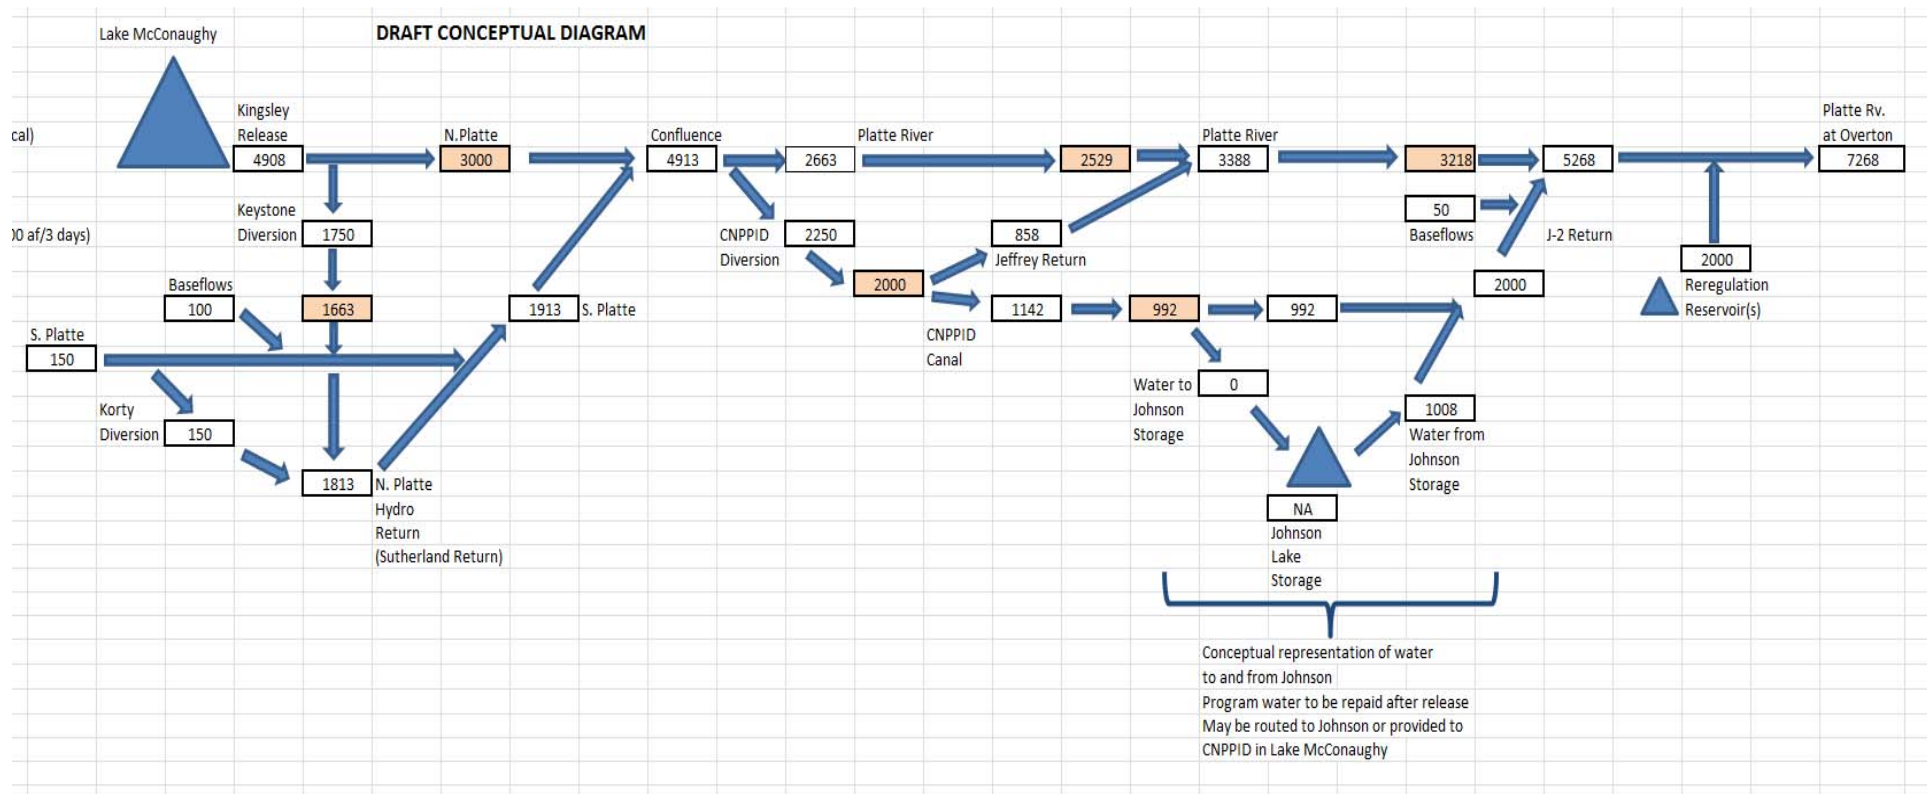 Lake McConaughy
DRAFT CONCEPTUAL DIAGRAM
Kingsley
Release
4908
cal)
N.Platte
3000
Confluence
4913
2663
Platte River
2529
Platte River
3388
3218
5268
Platte Rv.
at Overton
7268
Keystone
Diversion
1750
00 af/3 days)
CNPPID
Diversion
2250
858
Jeffrey Return
50
Baseflows
J-2 Return
2000
Reregulation
Reservoir(s)
Baseflows
100
1663
1913
S. Platte
2000
1142
992
992
2000
S. Platte
150
CNPPID
Canal
Korty
Diversion
150
Water to
Johnson
Storage
0
1008
Water from
Johnson
Storage
1813
N. Platte
Hydro
Return
(Sutherland Return)
NA
Johnson
Lake
Storage
Conceptual representation of water
to and from Johnson
Program water to be repaid after release
May be routed to Johnson or provided to
CNPPID in Lake McConaughy